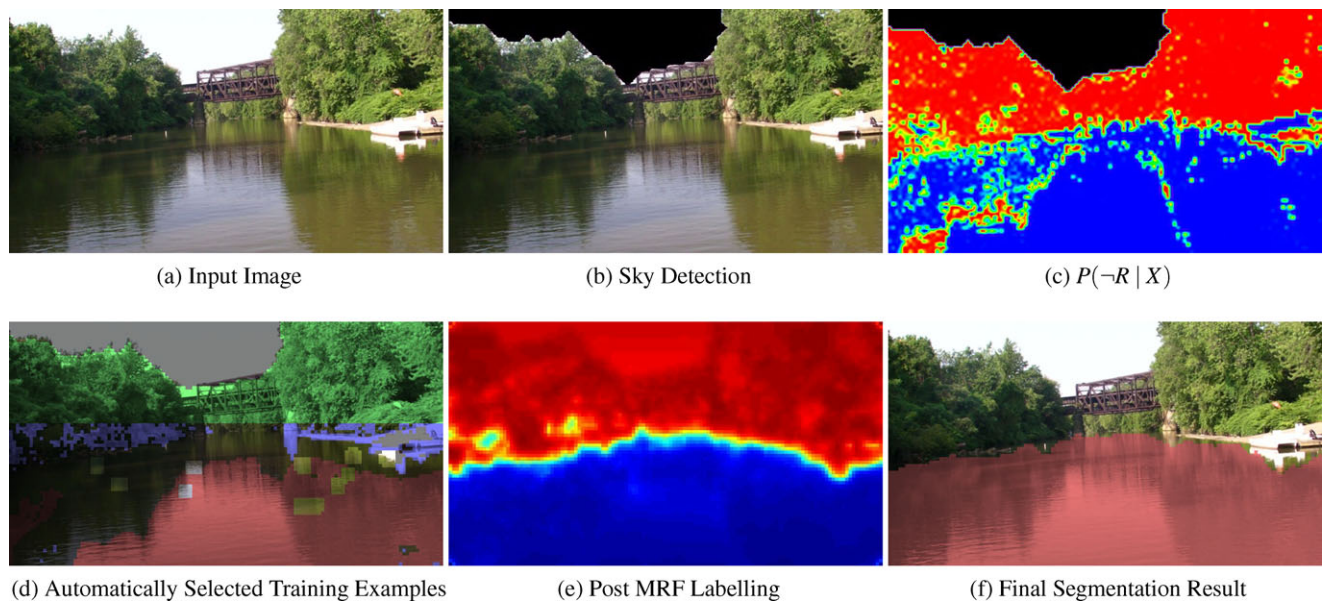 (a) Input Image
(b) Sky Detection
(c) P(¬R | X)
(d) Automatically Selected Training Examples
(e) Post MRF Labelling
(f) Final Segmentation Result